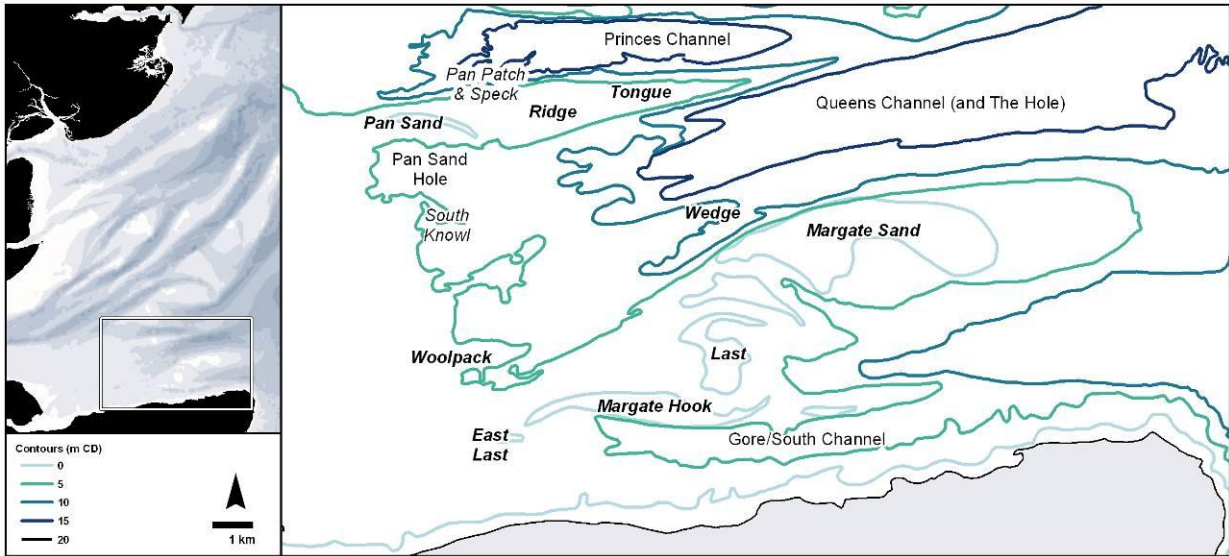 Princes Channel
Pan Patch
& Speck
Tongue
Ridge
Queens Channel (and The Hole)
Pan Sand
Pan Sand
Hole
South
Knowl
Wedge
Margate Sand
Woolpack
Last
Margate Hook
East
Last
Gore/South Channel
Contours (m CD)
0
5
10
15
20
1 km